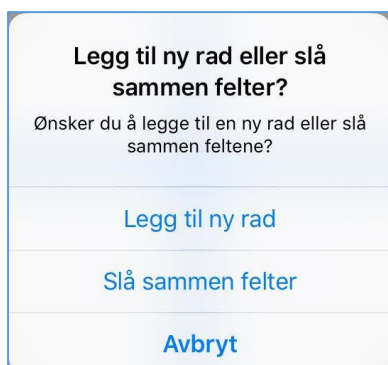 Legg til ny rad eller slå
sammen felter?
Ønsker du å legge til en ny rad eller slå
sammen feltene?
Legg til ny rad
Slå sammen felter
Avbryt